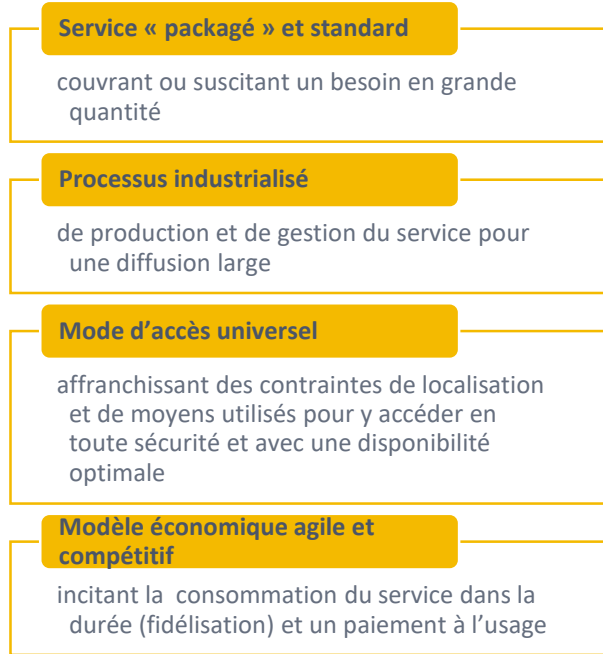 Service « packagé » et standard
couvrant ou suscitant un besoin en grande
quantité
Processus industrialisé
de production et de gestion du service pour
une diffusion large
Mode d’accès universel
affranchissant des contraintes de localisation
et de moyens utilisés pour y accéder en
toute sécurité et avec une disponibilité
optimale
Modèle économique agile et
compétitif
incitant la  consommation du service dans la
durée (fidélisation) et un paiement à l’usage